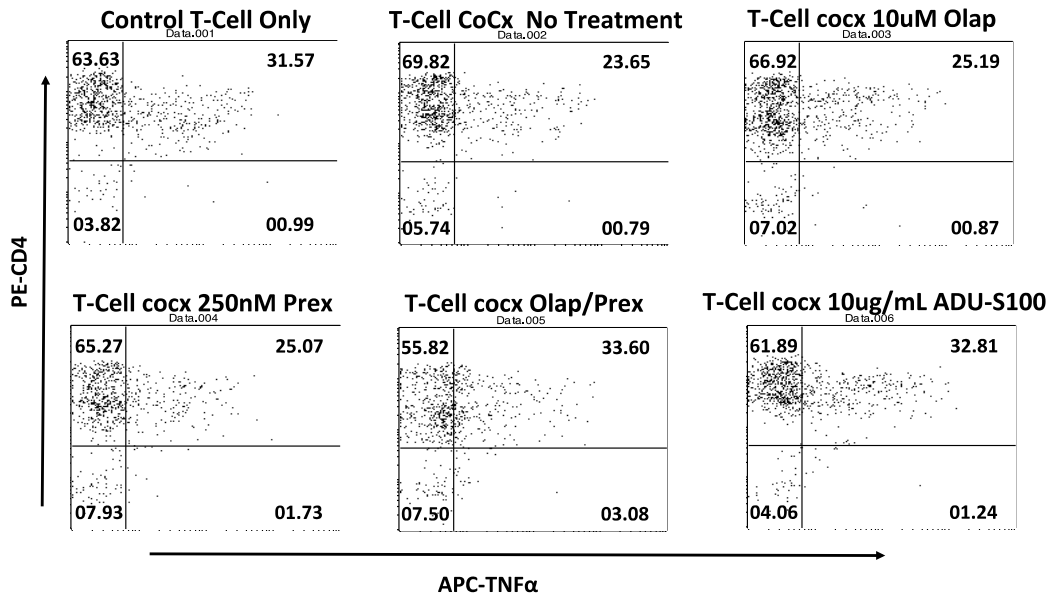 Control T-Cell Only
Data.001
63.63 31.57
03.82 00.99
T-Cell CoCx No Treatment
Data.002
69.82 23.65
05.74 00.79
T-Cell cocx 10uM Olap
Data.003
66.92 25.19
07.02 00.87
PE-CD4
T-Cell cocx 250nM Prex
Data.004
65.27 25.07
07.93 01.73
T-Cell cocx Olap/Prex
Data.005
55.82 33.60
07.50 03.08
T-Cell cocx 10ug/mL ADU-S100
Data.006
61.89 32.81
04.06 01.24
APC-TNFα